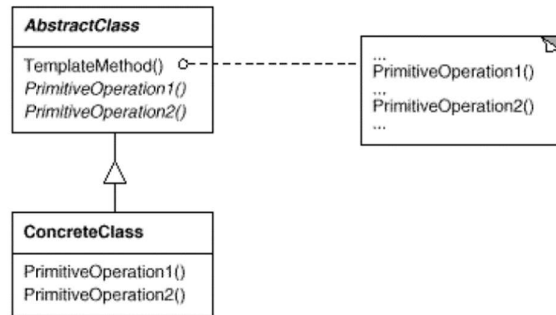 AbstractClass
TemplateMethod()
PrimitiveOperation1()
PrimitiveOperation2()
...
PrimitiveOperation1()
...
PrimitiveOperation2()
...
ConcreteClass
PrimitiveOperation1()
PrimitiveOperation2()